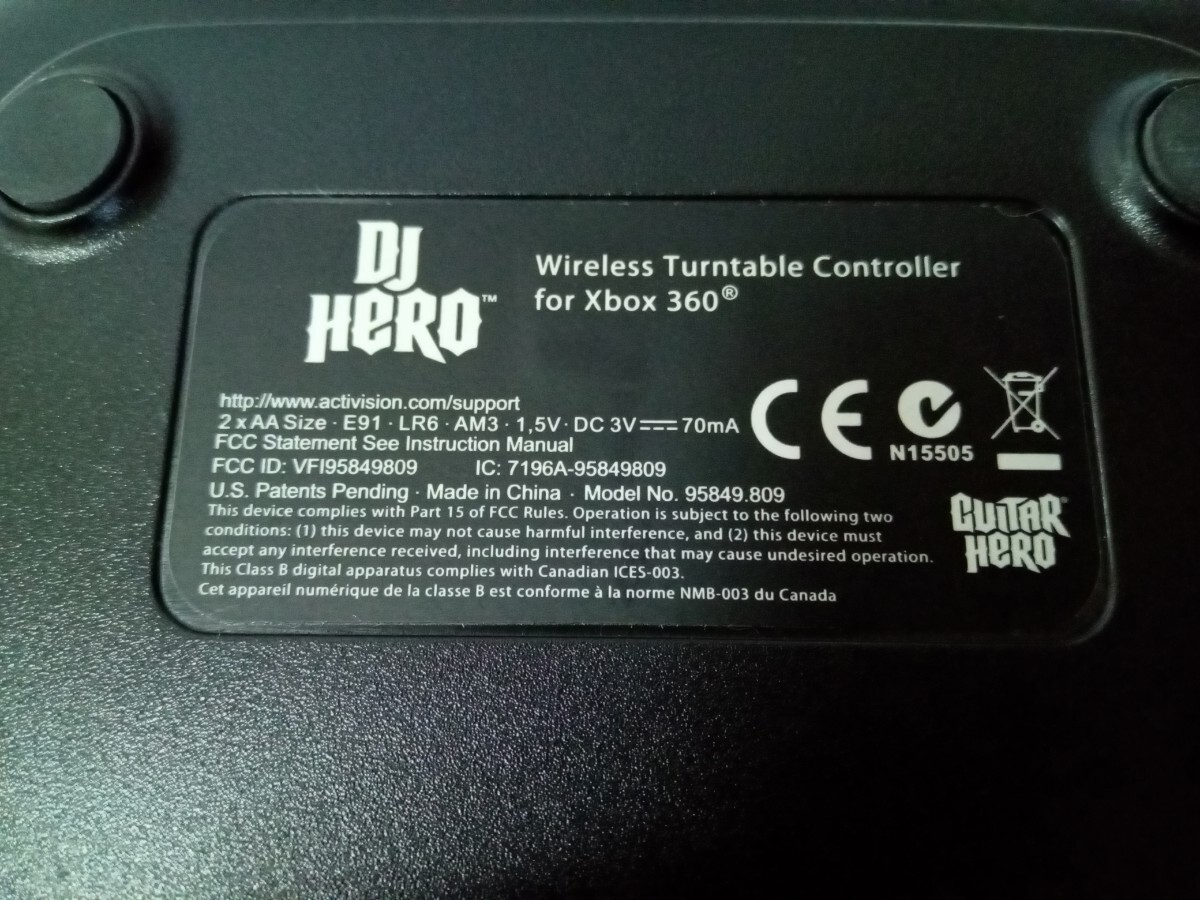 DJ
HERO™
Wireless Turntable Controller
for Xbox 360®
http://www.activision.com/support
2 x AA Size · E91 · LR6 · AM3 · 1,5V · DC 3V⎓70mA
FCC Statement See Instruction Manual
FCC ID: VFI95849809 IC: 7196A-95849809
U.S. Patents Pending · Made in China · Model No. 95849.809
This device complies with Part 15 of FCC Rules. Operation is subject to the following two
conditions: (1) this device may not cause harmful interference, and (2) this device must
accept any interference received, including interference that may cause undesired operation.
This Class B digital apparatus complies with Canadian ICES-003.
Cet appareil numérique de la classe B est conforme à la norme NMB-003 du Canada
CE
N15505
GUITAR
HERO®